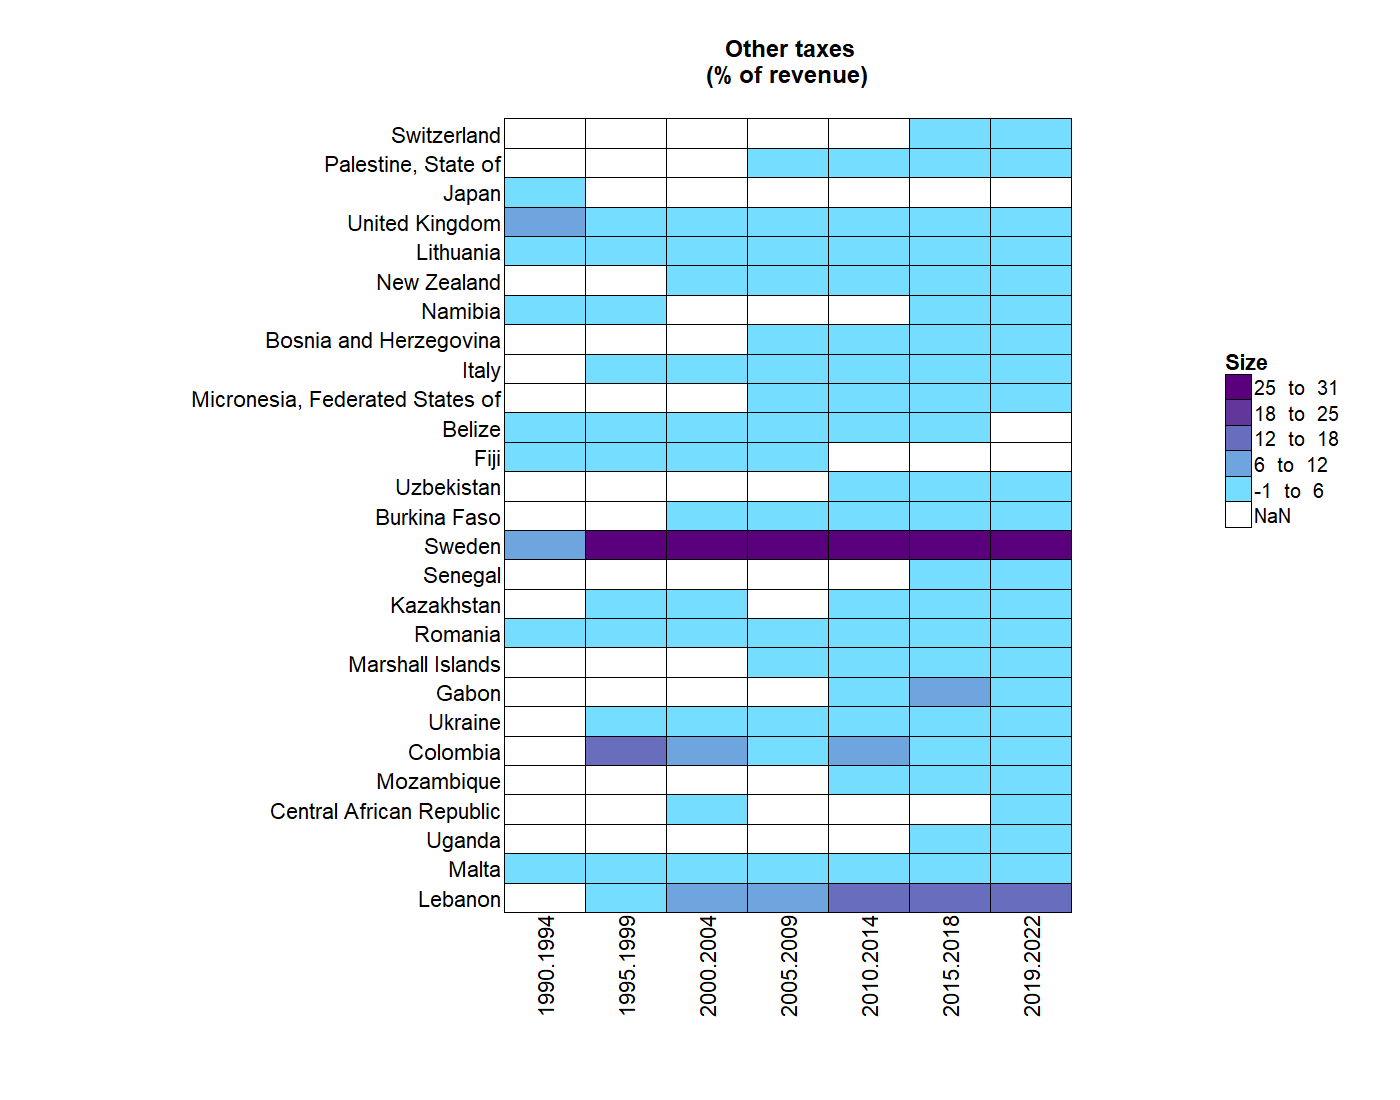 Other taxes
(% of revenue)
Switzerland
Palestine, State of
Japan
United Kingdom
Lithuania
New Zealand
Namibia
Bosnia and Herzegovina
Italy
Micronesia, Federated States of
Belize
Fiji
Uzbekistan
Burkina Faso
Sweden
Senegal
Kazakhstan
Romania
Marshall Islands
Gabon
Ukraine
Colombia
Mozambique
Central African Republic
Uganda
Malta
Lebanon
1990.1994
1995.1999
2000.2004
2005.2009
2010.2014
2015.2018
2019.2022
Size
25 to 31
18 to 25
12 to 18
6 to 12
-1 to 6
NaN